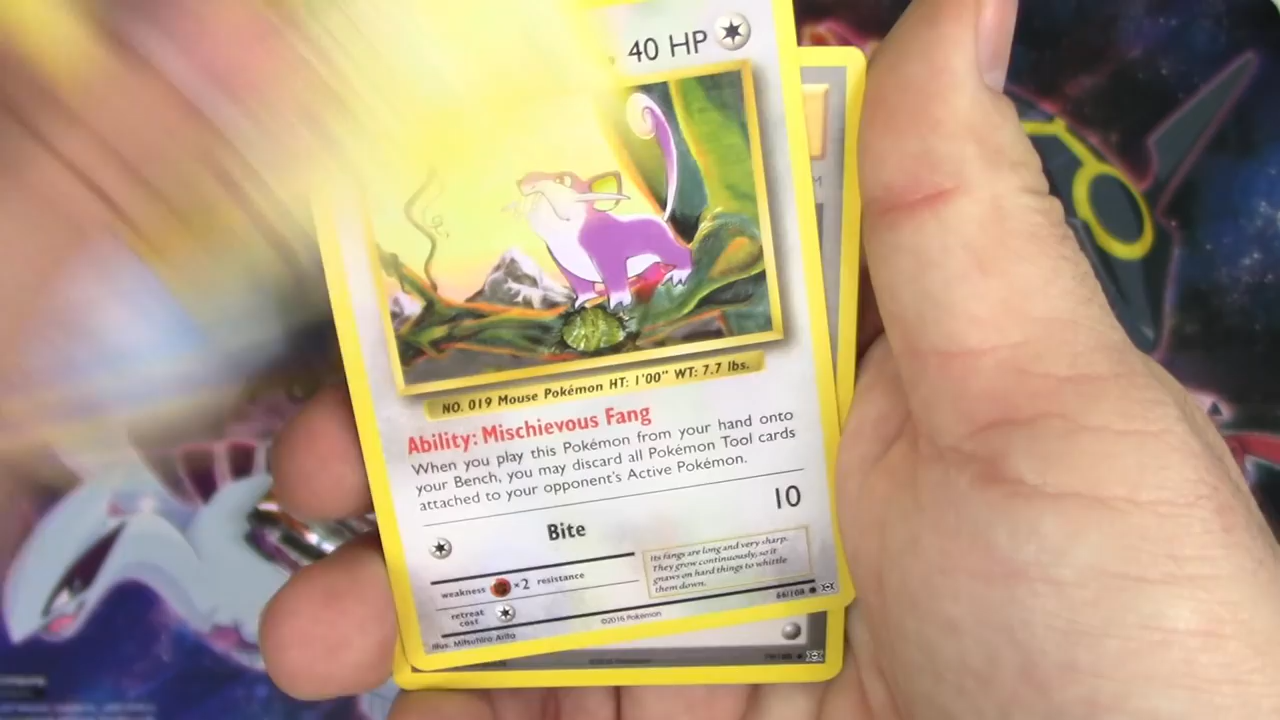 40 HP
NO. 019 Mouse Pokémon HT: 1'00" WT: 7.7 lbs.
Ability: Mischievous Fang
When you play this Pokémon from your hand onto
your Bench, you may discard all Pokémon Tool cards
attached to your opponent's Active Pokémon.
Bite 10
weakness ×2 resistance
retreat
cost
Its fangs are long and very sharp.
They grow continuously, so it
gnaws on hard things to whittle
them down.
Illus. Mitsuhiro Arita
©2016 Pokémon
66/108